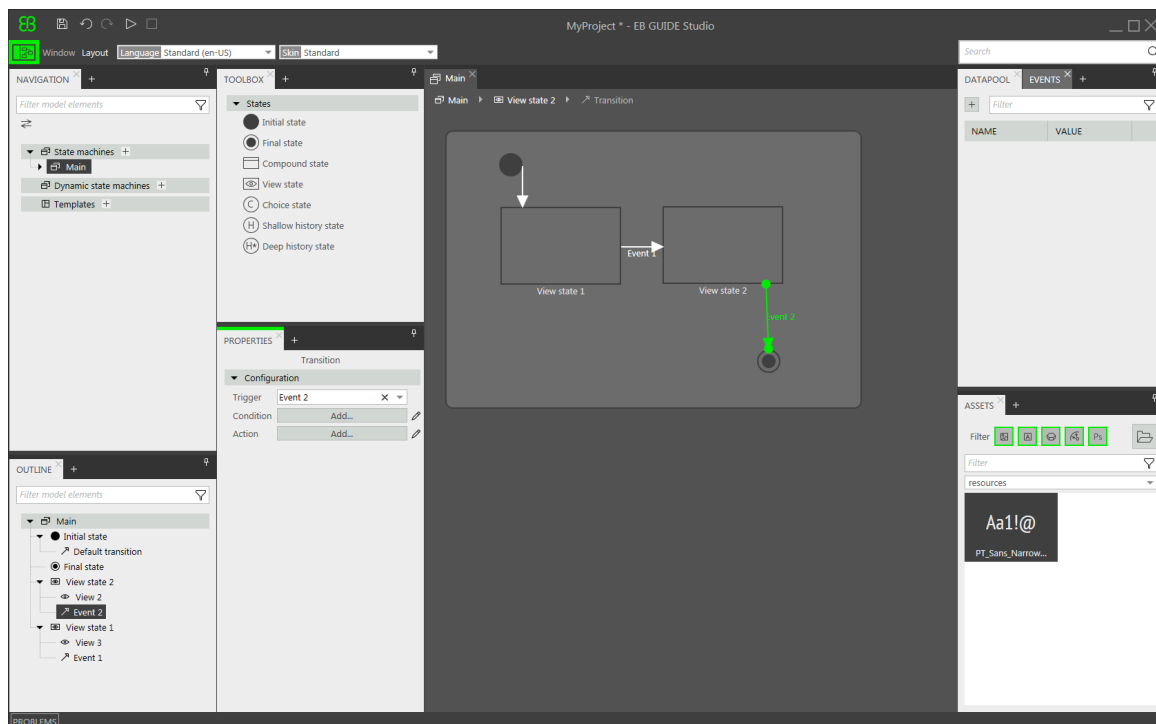 EB
MyProject * - EB GUIDE Studio
Window Layout Language Standard (en-US) Skin Standard
Search
NAVIGATION
Filter model elements
State machines
Main
Dynamic state machines
Templates
OUTLINE
Filter model elements
Main
Initial state
Default transition
Final state
View state 2
View 2
Event 2
View state 1
View 3
Event 1
PROBLEMS
TOOLBOX
States
Initial state
Final state
Compound state
View state
C Choice state
H Shallow history state
H* Deep history state
PROPERTIES
Transition
Configuration
Trigger Event 2
Condition Add...
Action Add...
Main
Main View state 2 Transition
Event 1
View state 1
View state 2
Event 2
DATAPOOL EVENTS
Filter
NAME VALUE
ASSETS
Filter A Ps
Filter
resources
Aa1!@
PT_Sans_Narrow...